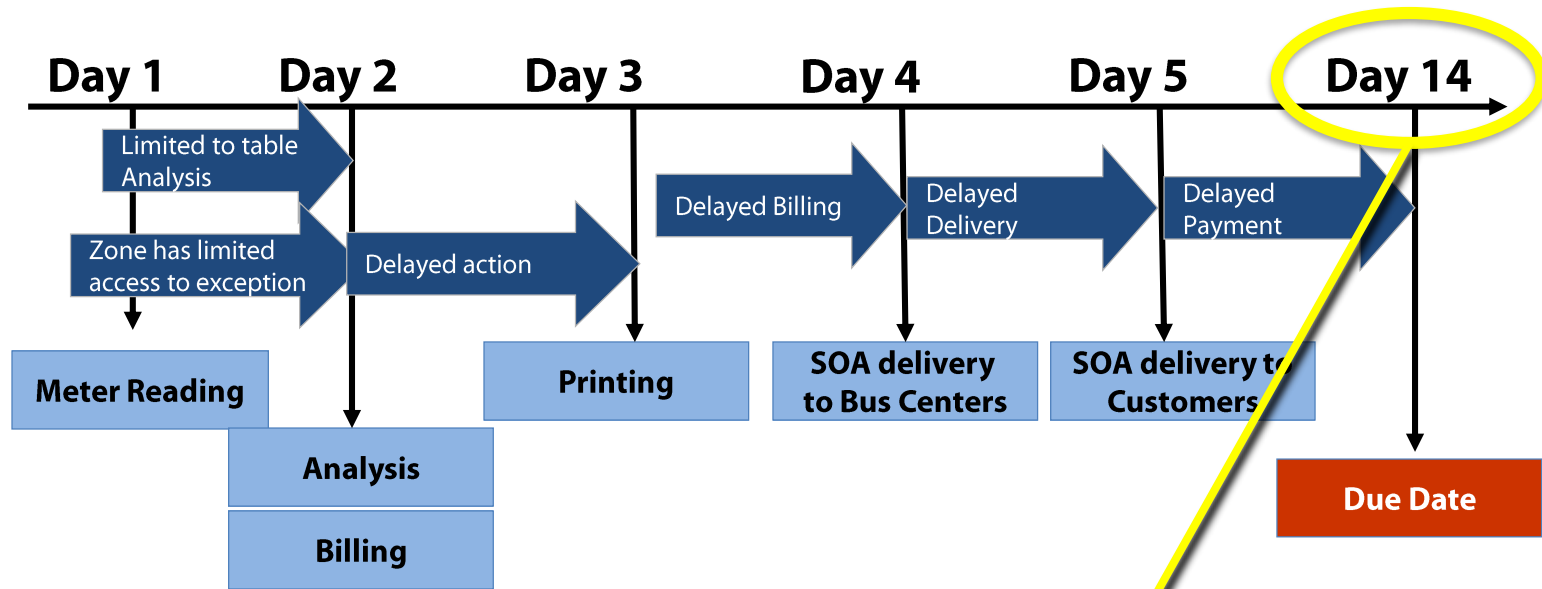 Day 1
Day 2
Day 3
Day 4
Day 5
Day 14
Limited to table
Analysis
Zone has limited
access to exception
Delayed action
Delayed Billing
Delayed
Delivery
Delayed
Payment
Meter Reading
Analysis
Billing
Printing
SOA delivery
to Bus Centers
SOA delivery to
Customers
Due Date